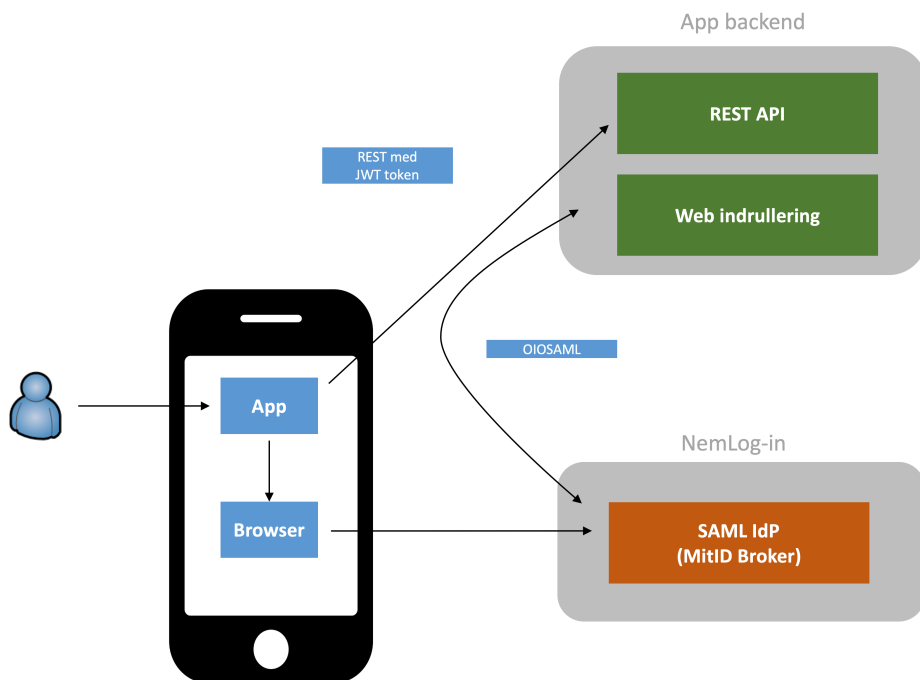 App backend
REST API
REST med
JWT token
Web indrullering
OIOSAML
App
NemLog-in
Browser
SAML IdP
(MitID Broker)